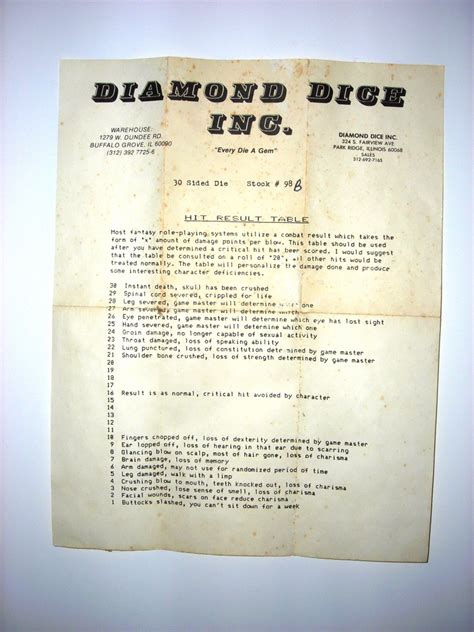 DIAMOND DICE
INC.
"Every Die A Gem"
WAREHOUSE:
1279 W. DUNDEE RD.
BUFFALO GROVE, IL 60090
(312) 392 7725-6
DIAMOND DICE INC.
324 S. FAIRVIEW AVE
PARK RIDGE, ILLINOIS 60068
SALES
312-692-7165
30 Sided Die Stock # 98 B
HIT RESULT TABLE
Most fantasy role-playing systems utilize a combat result which takes the
form of "x" amount of damage points per blow. This table should be used
after you have determined a critical hit has been scored. I would suggest
that the table be consulted on a roll of "20", all other hits would be
treated normally. The table will personalize the damage done and produce
some interesting character deficiencies.
30 Instant death, skull has been crushed
29 Spinal cord severed, crippled for life
28 Leg severed, game master will determine which one
27 Arm severed, game master will determine which one
26 Eye penetrated, game master will determine which eye has lost sight
25 Hand severed, game master will determine which one
24 Groin damage, no longer capable of sexual activity
23 Throat damaged, loss of speaking ability
22 Lung punctured, loss of constitution determined by game master
21 Shoulder bone crushed, loss of strength determined by game master
20
19
18
17
16 Result is as normal, critical hit avoided by character
15
14
13
12
11
10 Fingers chopped off, loss of dexterity determined by game master
9 Ear lopped off, loss of hearing in that ear due to scarring
8 Glancing blow on scalp, most of hair gone, loss of charisma
7 Brain damage, loss of memory
6 Arm damaged, may not use for randomized period of time
5 Leg damaged, walk with a limp
4 Crushing blow to mouth, teeth knocked out, loss of charisma
3 Nose crushed, lose sense of smell, loss of charisma
2 Facial wounds, scars on face reduce charisma
1 Buttocks slashed, you can't sit down for a week